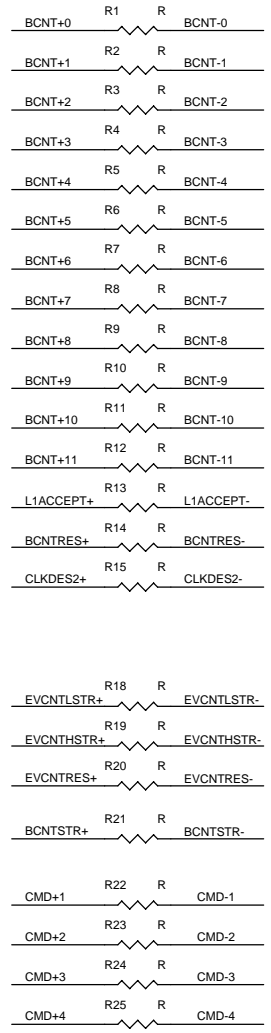 R1 R
BCNT+0 BCNT-0
R2 R
BCNT+1 BCNT-1
R3 R
BCNT+2 BCNT-2
R4 R
BCNT+3 BCNT-3
R5 R
BCNT+4 BCNT-4
R6 R
BCNT+5 BCNT-5
R7 R
BCNT+6 BCNT-6
R8 R
BCNT+7 BCNT-7
R9 R
BCNT+8 BCNT-8
R10 R
BCNT+9 BCNT-9
R11 R
BCNT+10 BCNT-10
R12 R
BCNT+11 BCNT-11
R13 R
L1ACCEPT+ L1ACCEPT-
R14 R
BCNTRES+ BCNTRES-
R15 R
CLKDES2+ CLKDES2-
R18 R
EVCNTLSTR+ EVCNTLSTR-
R19 R
EVCNTHSTR+ EVCNTHSTR-
R20 R
EVCNTRES+ EVCNTRES-
R21 R
BCNTSTR+ BCNTSTR-
R22 R
CMD+1 CMD-1
R23 R
CMD+2 CMD-2
R24 R
CMD+3 CMD-3
R25 R
CMD+4 CMD-4